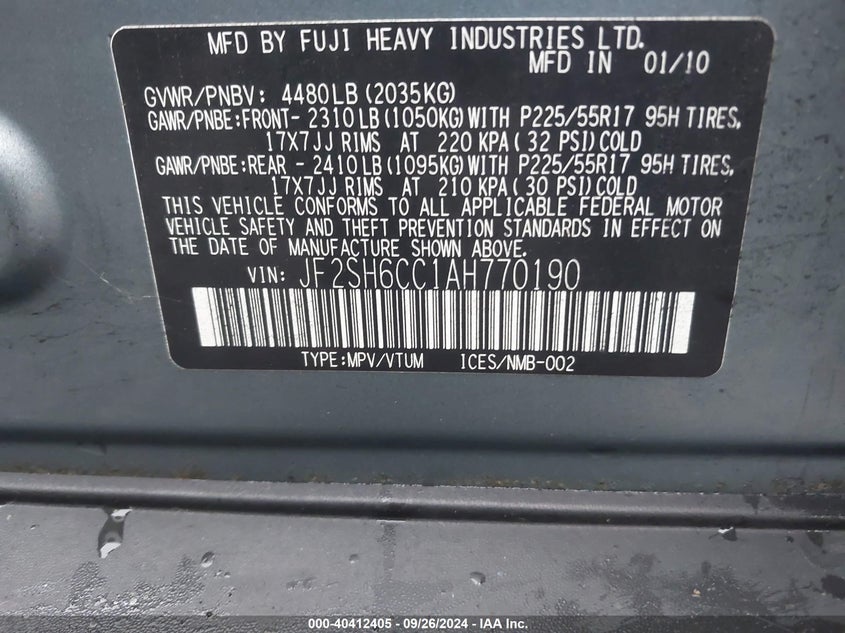 MFD BY FUJI HEAVY INDUSTRIES LTD.
MFD IN 01/10
GVWR/PNBV: 4480LB(2035KG)
GAWR/PNBE:FRONT- 2310LB(1050KG)WITH P225/55R17 95H TIRES,
17X7JJ RIMS AT 220 KPA( 32 PSI)COLD
GAWR/PNBE:REAR - 2410LB(1095KG)WITH P225/55R17 95H TIRES,
17X7JJ RIMS AT 210 KPA( 30 PSI)COLD
THIS VEHICLE CONFORMS TO ALL APPLICABLE FEDERAL MOTOR
VEHICLE SAFETY AND THEFT PREVENTION STANDARDS IN EFFECT ON
THE DATE OF MANUFACTURE SHOWN ABOVE.
VIN: JF2SH6CC1AH770190
TYPE:MPV/VTUM ICES/NMB-002
000-40412405 - 09/26/2024 - IAA Inc.